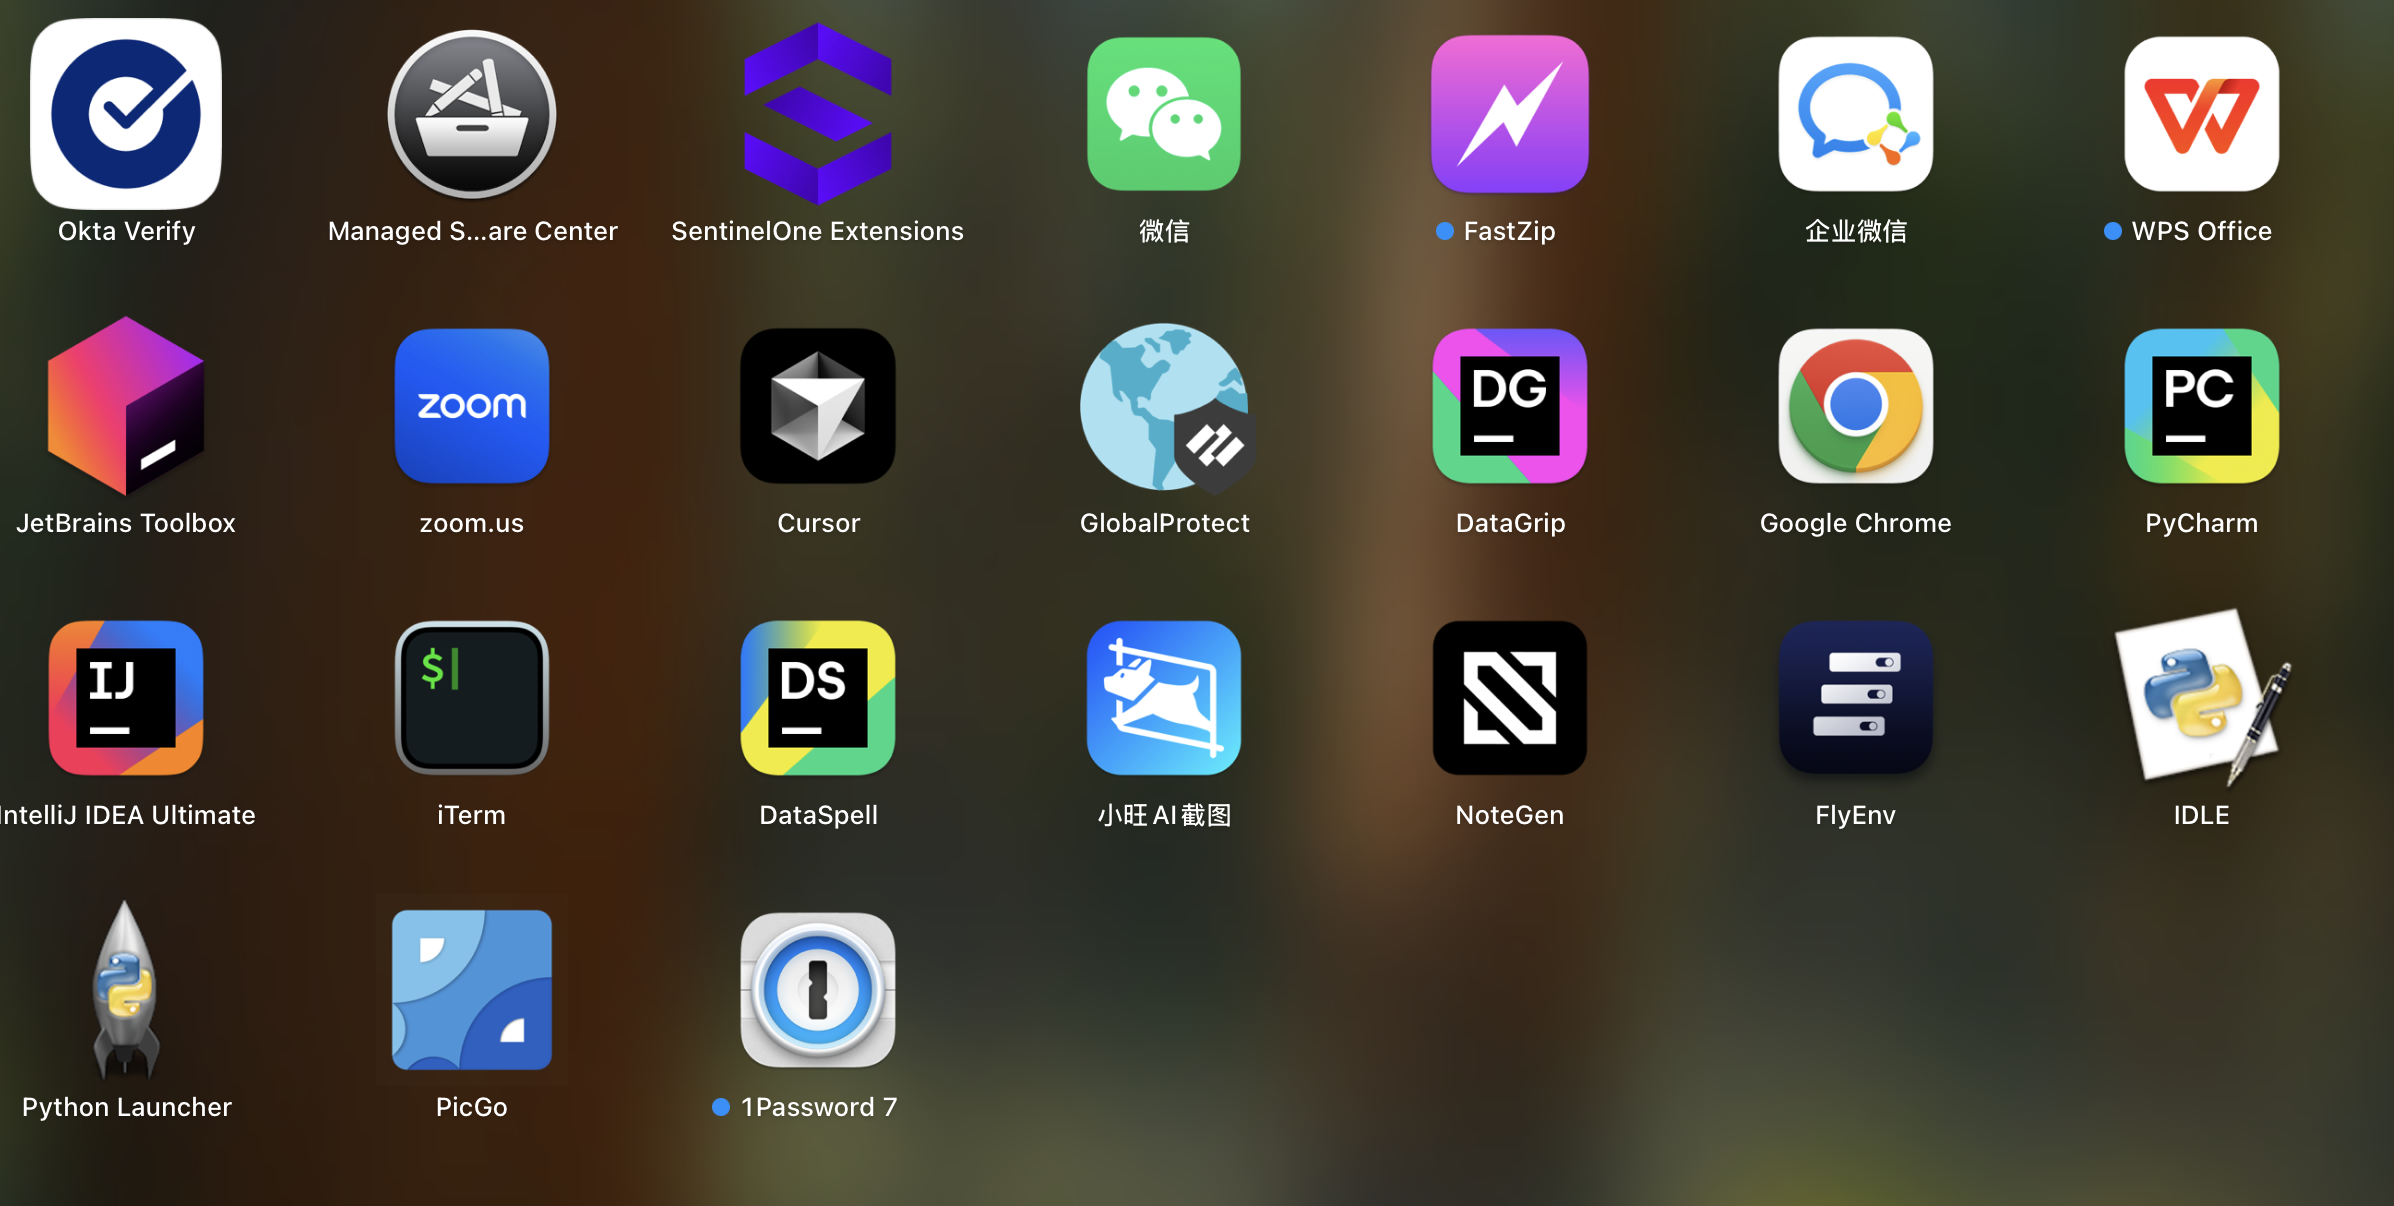 Okta Verify
Managed S...are Center
SentinelOne Extensions
微信
FastZip
企业微信
WPS Office
zoom
DG
PC
JetBrains Toolbox
zoom.us
Cursor
GlobalProtect
DataGrip
Google Chrome
PyCharm
IJ
$
DS
IntelliJ IDEA Ultimate
iTerm
DataSpell
小旺AI截图
NoteGen
FlyEnv
IDLE
Python Launcher
PicGo
1Password 7